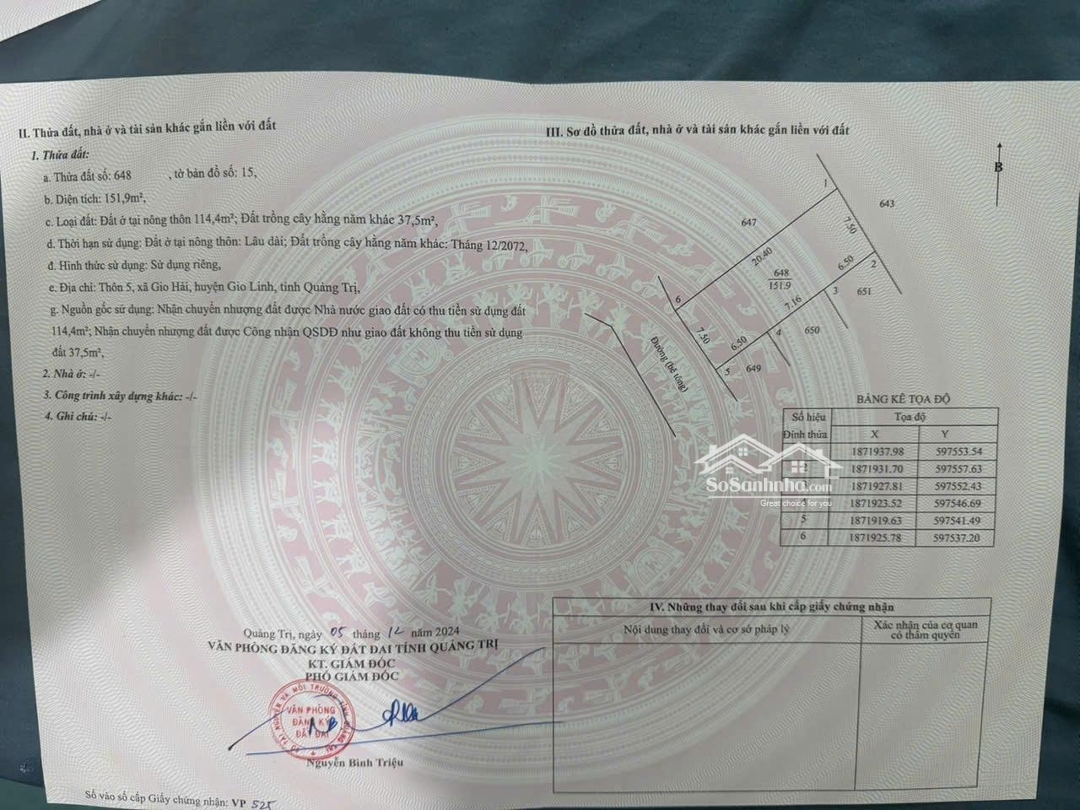 II. Thửa đất, nhà ở và tài sản khác gắn liền với đất
1. Thửa đất:
a. Thửa đất số: 648 , tờ bản đồ số: 15,
b. Diện tích: 151,9m²,
c. Loại đất: Đất ở tại nông thôn 114,4m²; Đất trồng cây hằng năm khác 37,5m²,
d. Thời hạn sử dụng: Đất ở tại nông thôn: Lâu dài; Đất trồng cây hằng năm khác: Tháng 12/2072,
đ. Hình thức sử dụng: Sử dụng riêng,
e. Địa chỉ: Thôn 5, xã Gio Hải, huyện Gio Linh, tỉnh Quảng Trị,
g. Nguồn gốc sử dụng: Nhận chuyển nhượng đất được Nhà nước giao đất có thu tiền sử dụng đất
114,4m²; Nhận chuyển nhượng đất được Công nhận QSDĐ như giao đất không thu tiền sử dụng
đất 37,5m²,
2. Nhà ở: -/-
3. Công trình xây dựng khác: -/-
4. Ghi chú: -/-
Quảng Trị, ngày 05 tháng 12 năm 2024
VĂN PHÒNG ĐĂNG KÝ ĐẤT ĐAI TỈNH QUẢNG TRỊ
KT. GIÁM ĐỐC
PHÓ GIÁM ĐỐC
VĂN PHÒNG
ĐĂNG KÝ
ĐẤT ĐAI
Nguyễn Bình Triệu
Số vào sổ cấp Giấy chứng nhận: VP 525
III. Sơ đồ thửa đất, nhà ở và tài sản khác gắn liền với đất
B
1
643
647
7.50
20.40
6.50
2
648
151.9
3
651
6
7.16
4
650
7.50
6.50
5
649
Đường (bê tông)
BẢNG KÊ TỌA ĐỘ
Số hiệu Đỉnh thửa Tọa độ
X Y
1871937.98 597553.54
2 1871931.70 597557.63
3 1871927.81 597552.43
4 1871923.52 597546.69
5 1871919.63 597541.49
6 1871925.78 597537.20
SoSanhnha.com
Great choice for you
IV. Những thay đổi sau khi cấp giấy chứng nhận
Nội dung thay đổi và cơ sở pháp lý
Xác nhận của cơ quan
có thẩm quyền